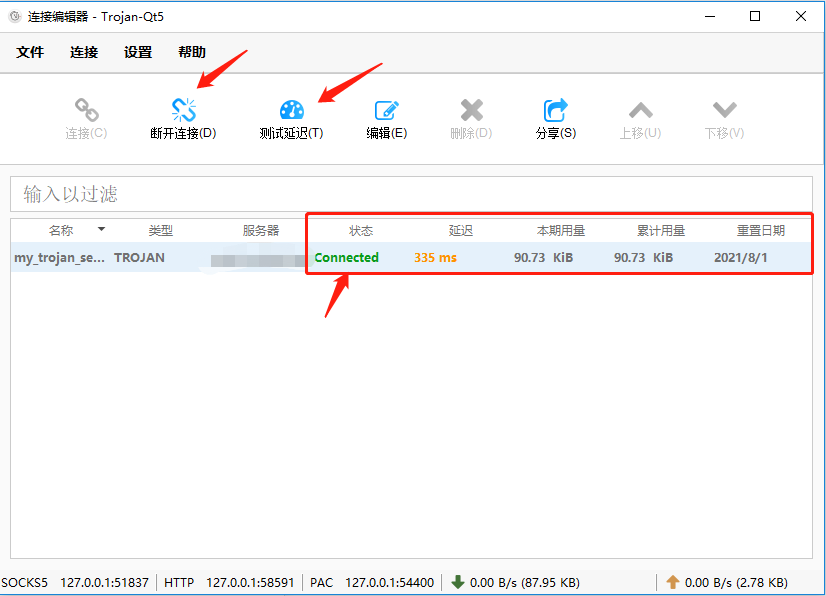 连接编辑器 - Trojan-Qt5
文件 连接 设置 帮助
连接(C) 断开连接(D) 测试延迟(T) 编辑(E) 删除(D) 分享(S) 上移(U) 下移(V)
输入以过滤
名称 类型 服务器 状态 延迟 本期用量 累计用量 重置日期
my_trojan_se... TROJAN Connected 335 ms 90.73 KiB 90.73 KiB 2021/8/1
SOCKS5 127.0.0.1:51837 HTTP 127.0.0.1:58591 PAC 127.0.0.1:54400 0.00 B/s (87.95 KB) 0.00 B/s (2.78 KB)